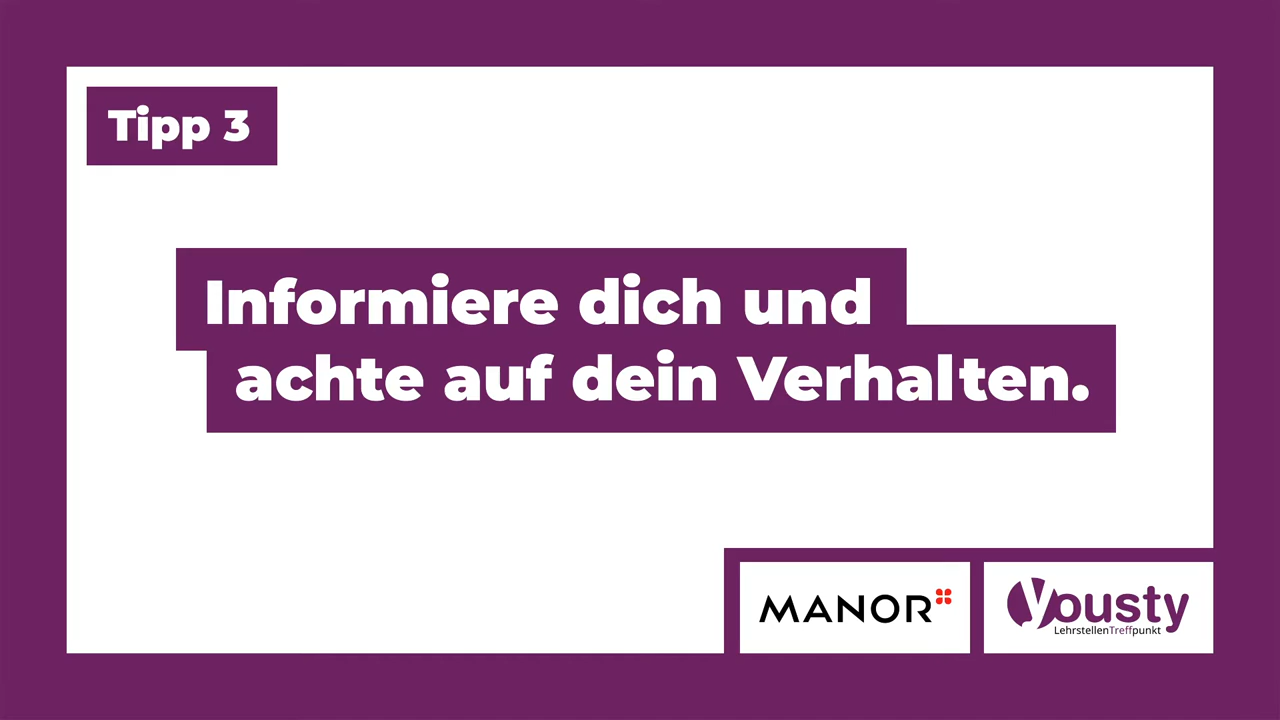 Tipp 3
Informiere dich und
achte auf dein Verhalten.
MANOR
Yousty
LehrstellenTreffpunkt